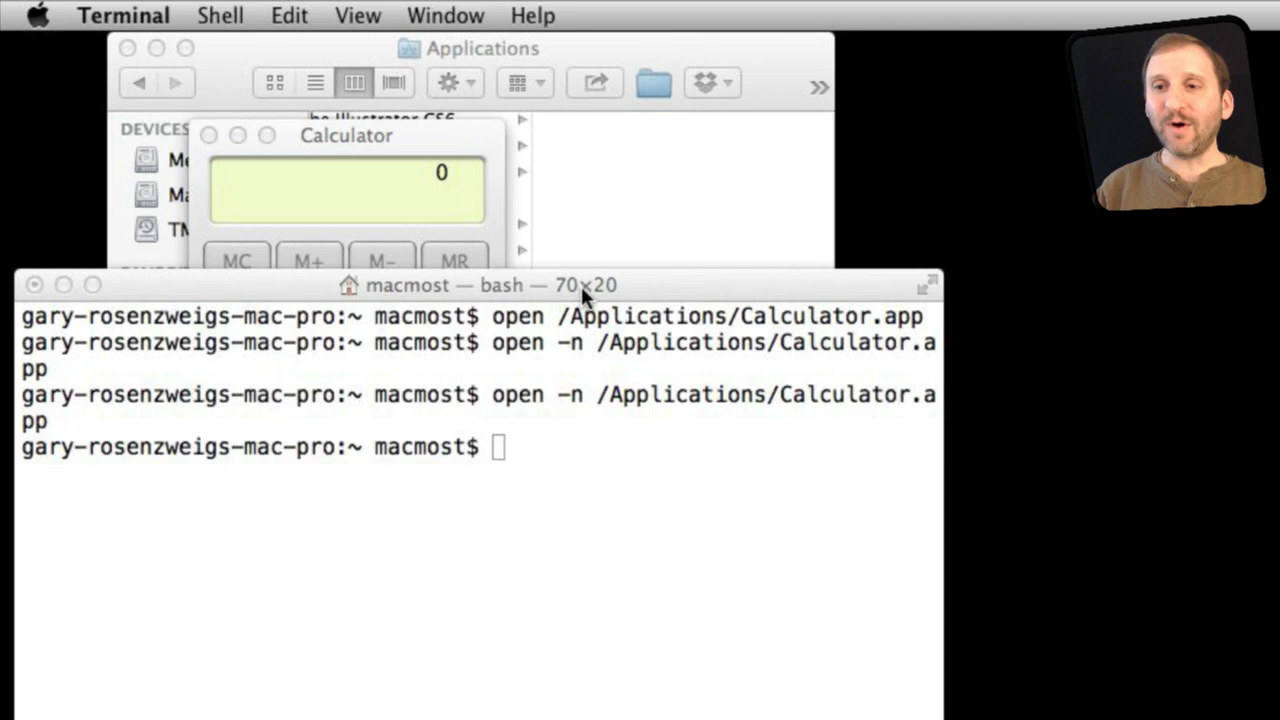 Terminal Shell Edit View Window Help
Applications
DEVICES
Calculator
0
MC M+ M− MR
macmost — bash — 70×20
gary-rosenzweigs-mac-pro:~ macmost$ open /Applications/Calculator.app
gary-rosenzweigs-mac-pro:~ macmost$ open -n /Applications/Calculator.a
pp
gary-rosenzweigs-mac-pro:~ macmost$ open -n /Applications/Calculator.a
pp
gary-rosenzweigs-mac-pro:~ macmost$